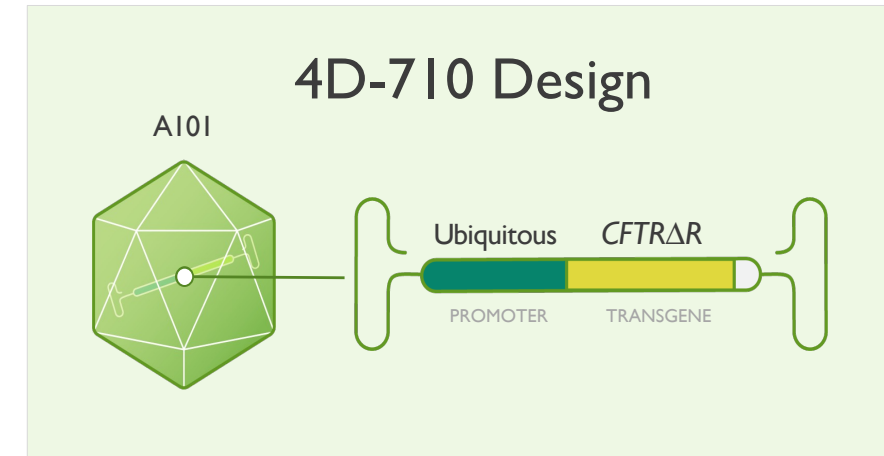 4D-710 Design
A101
Ubiquitous CFTRΔR
PROMOTER TRANSGENE